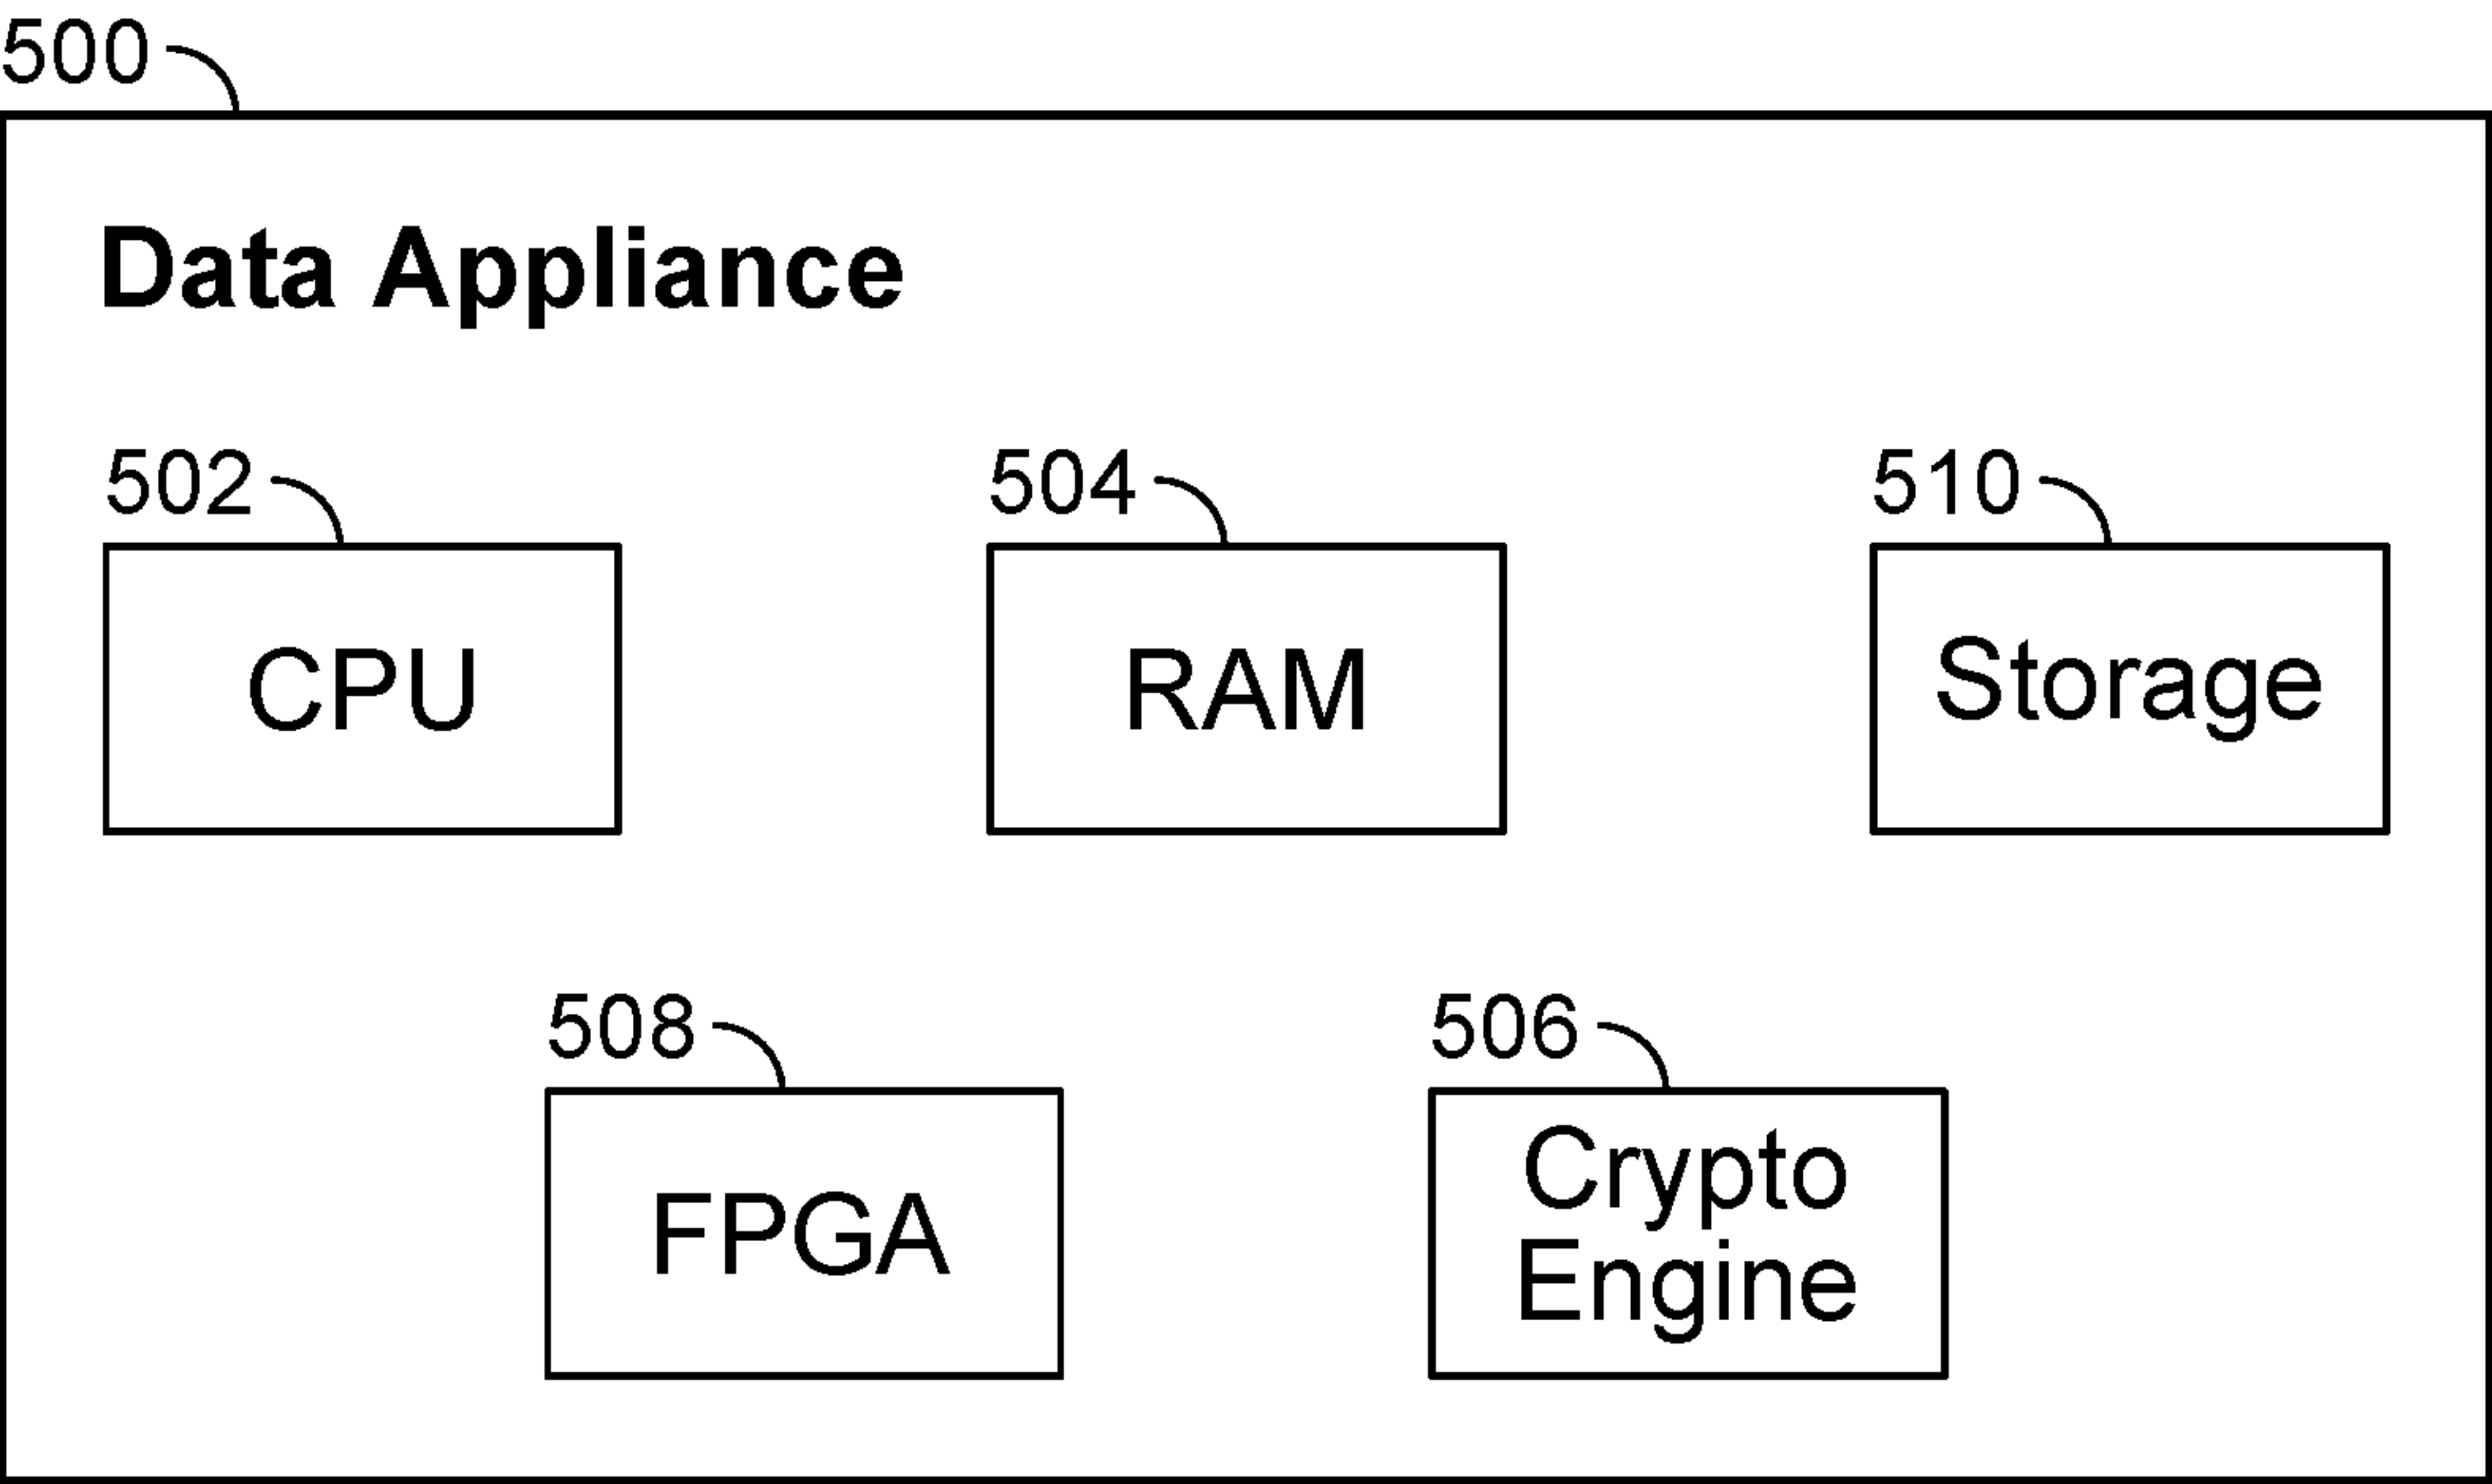 500
Data Appliance
502
504
510
CPU
RAM
Storage
508
506
FPGA
Crypto
Engine